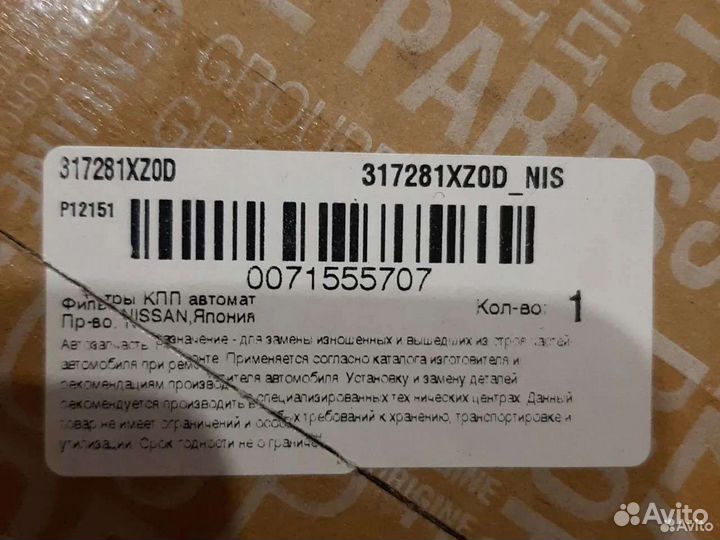 GROUPE
PARTS
317281XZ0D 317281XZ0D_NIS
P12151
0071555707
Фильтры КПП автомат
Пр-во: NISSAN,Япония Кол-во: 1
Автозапчасть. назначение - для замены изношенных и вышедших из строя частей
автомобиля при ремонте. Применяется согласно каталога изготовителя и
рекомендациям производителя автомобиля. Установку и замену деталей
рекомендуется производить в специализированных технических центрах. Данный
товар не имеет ограничений и особых требований к хранению, транспортировке и
утилизации. Срок годности не ограничен
ORIGINE
Avito